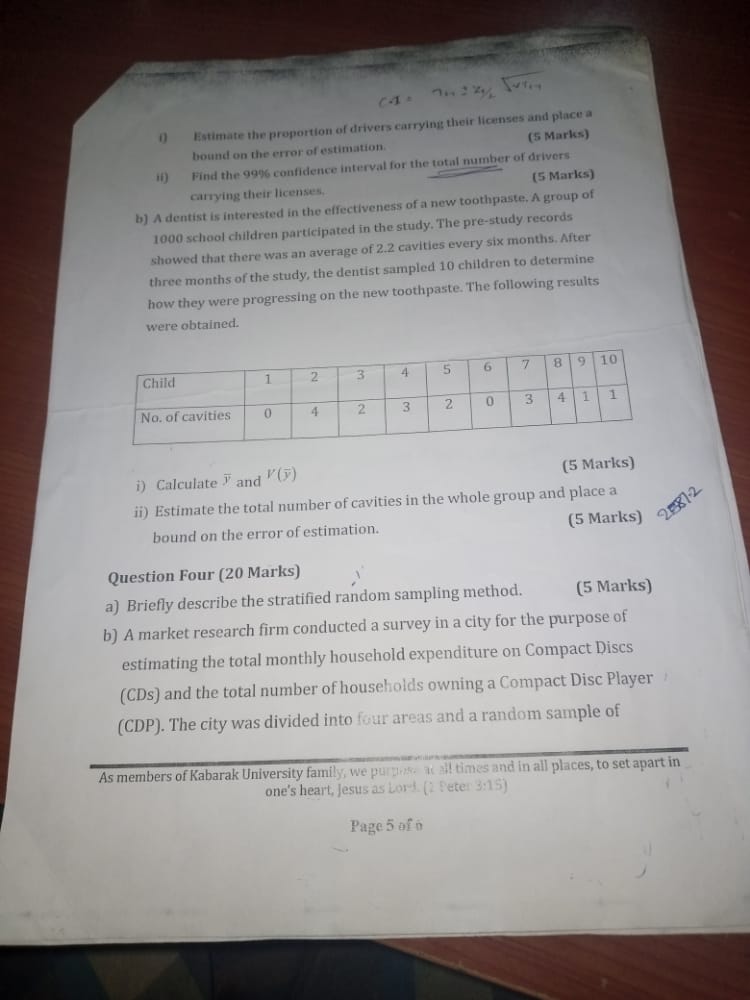 i) Estimate the proportion of drivers carrying their licenses and place a
bound on the error of estimation. (5 Marks)
ii) Find the 99% confidence interval for the total number of drivers
carrying their licenses. (5 Marks)
b) A dentist is interested in the effectiveness of a new toothpaste. A group of
1000 school children participated in the study. The pre-study records
showed that there was an average of 2.2 cavities every six months. After
three months of the study, the dentist sampled 10 children to determine
how they were progressing on the new toothpaste. The following results
were obtained.
Child 1 2 3 4 5 6 7 8 9 10
No. of cavities 0 4 2 3 2 0 3 4 1 1
i) Calculate y̅ and V(y̅) (5 Marks)
ii) Estimate the total number of cavities in the whole group and place a
bound on the error of estimation. (5 Marks)
Question Four (20 Marks)
a) Briefly describe the stratified random sampling method. (5 Marks)
b) A market research firm conducted a survey in a city for the purpose of
estimating the total monthly household expenditure on Compact Discs
(CDs) and the total number of households owning a Compact Disc Player
(CDP). The city was divided into four areas and a random sample of
As members of Kabarak University family, we purpose at all times and in all places, to set apart in
one's heart, Jesus as Lord. (1 Peter 3:15)
Page 5 of 6